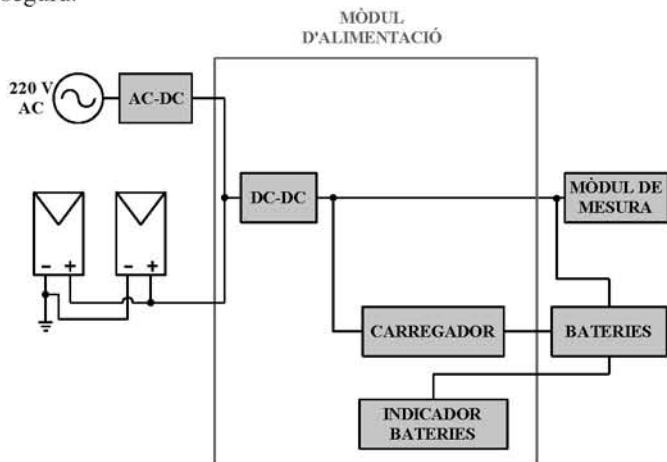 segura.
MÒDUL
D'ALIMENTACIÓ
220 V
AC
AC-DC
DC-DC
MÒDUL DE
MESURA
- +
- +
CARREGADOR
BATERIES
INDICADOR
BATERIES